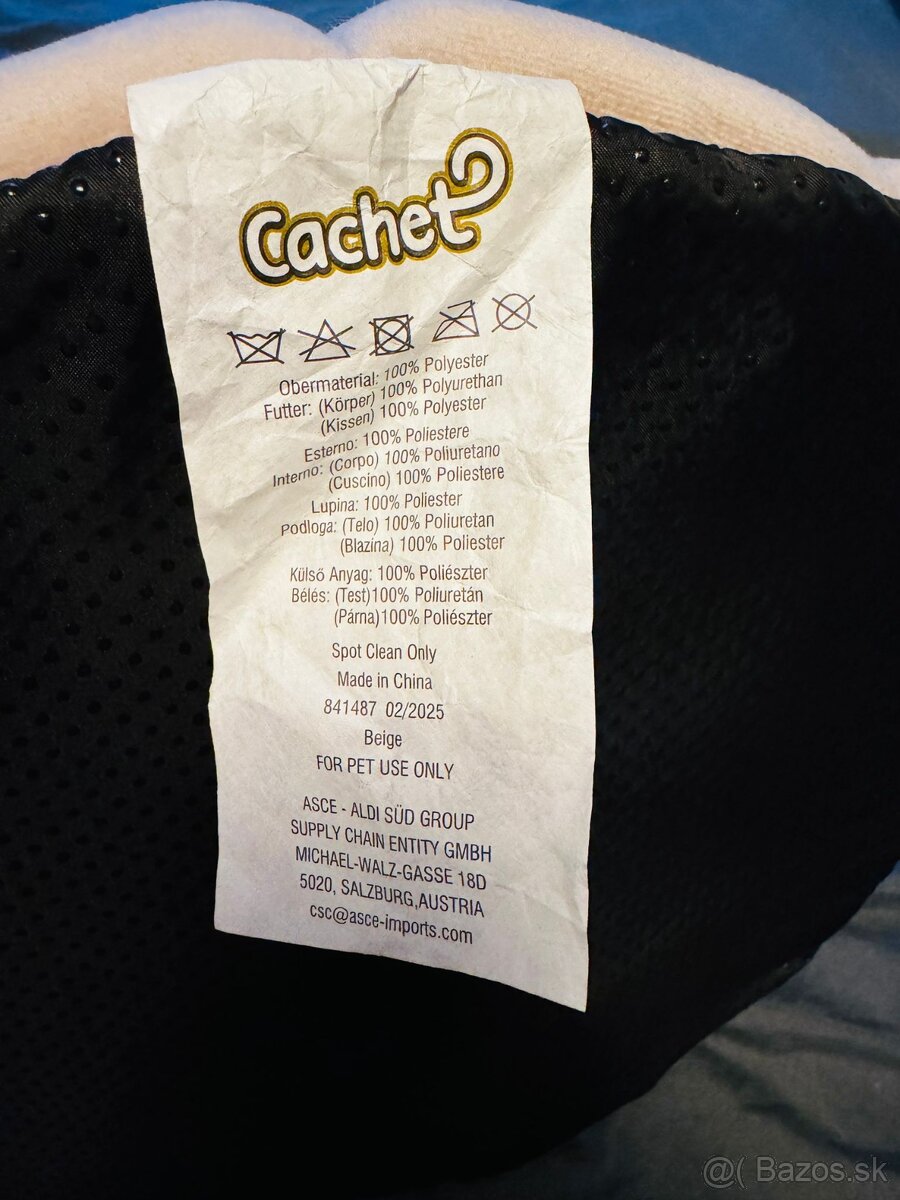 Cachet
Obermaterial: 100% Polyester
Futter: (Körper) 100% Polyurethan
(Kissen) 100% Polyester
Esterno: 100% Poliestere
Interno: (Corpo) 100% Poliuretano
(Cuscino) 100% Poliestere
Lupina: 100% Poliester
Podloga: (Telo) 100% Poliuretan
(Blazina) 100% Poliester
Külső Anyag: 100% Poliészter
Bélés: (Test)100% Poliuretán
(Párna)100% Poliészter
Spot Clean Only
Made in China
841487 02/2025
Beige
FOR PET USE ONLY
ASCE - ALDI SÜD GROUP
SUPPLY CHAIN ENTITY GMBH
MICHAEL-WALZ-GASSE 18D
5020, SALZBURG,AUSTRIA
csc@asce-imports.com
@( Bazos.sk